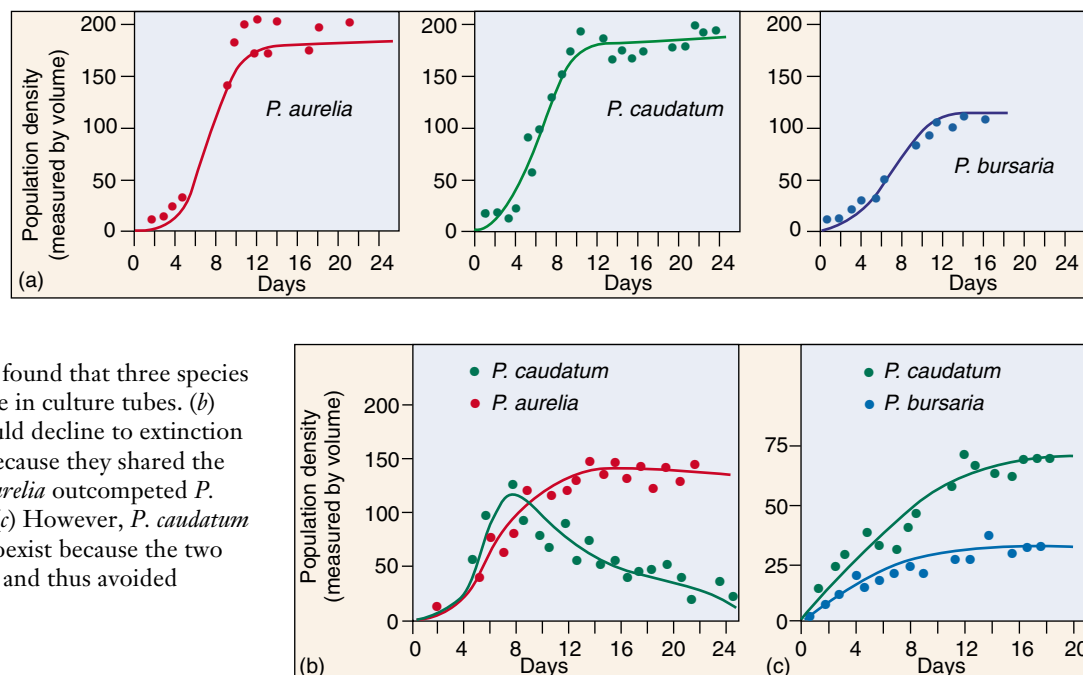 200
150
100
50
0
Population density
(measured by volume)
P. aurelia
0 4 8 12 16 20 24
Days
(a)
200
150
100
50
0
P. caudatum
0 4 8 12 16 20 24
Days
200
150
100
50
0
P. bursaria
0 4 8 12 16 20 24
Days
found that three species
e in culture tubes. (b)
uld decline to extinction
ecause they shared the
urelia outcompeted P.
(c) However, P. caudatum
oexist because the two
and thus avoided
P. caudatum
P. aurelia
200
150
100
50
0
Population density
(measured by volume)
0 4 8 12 16 20 24
Days
(b)
P. caudatum
P. bursaria
75
50
25
0
0 4 8 12 16 20
Days
(c)